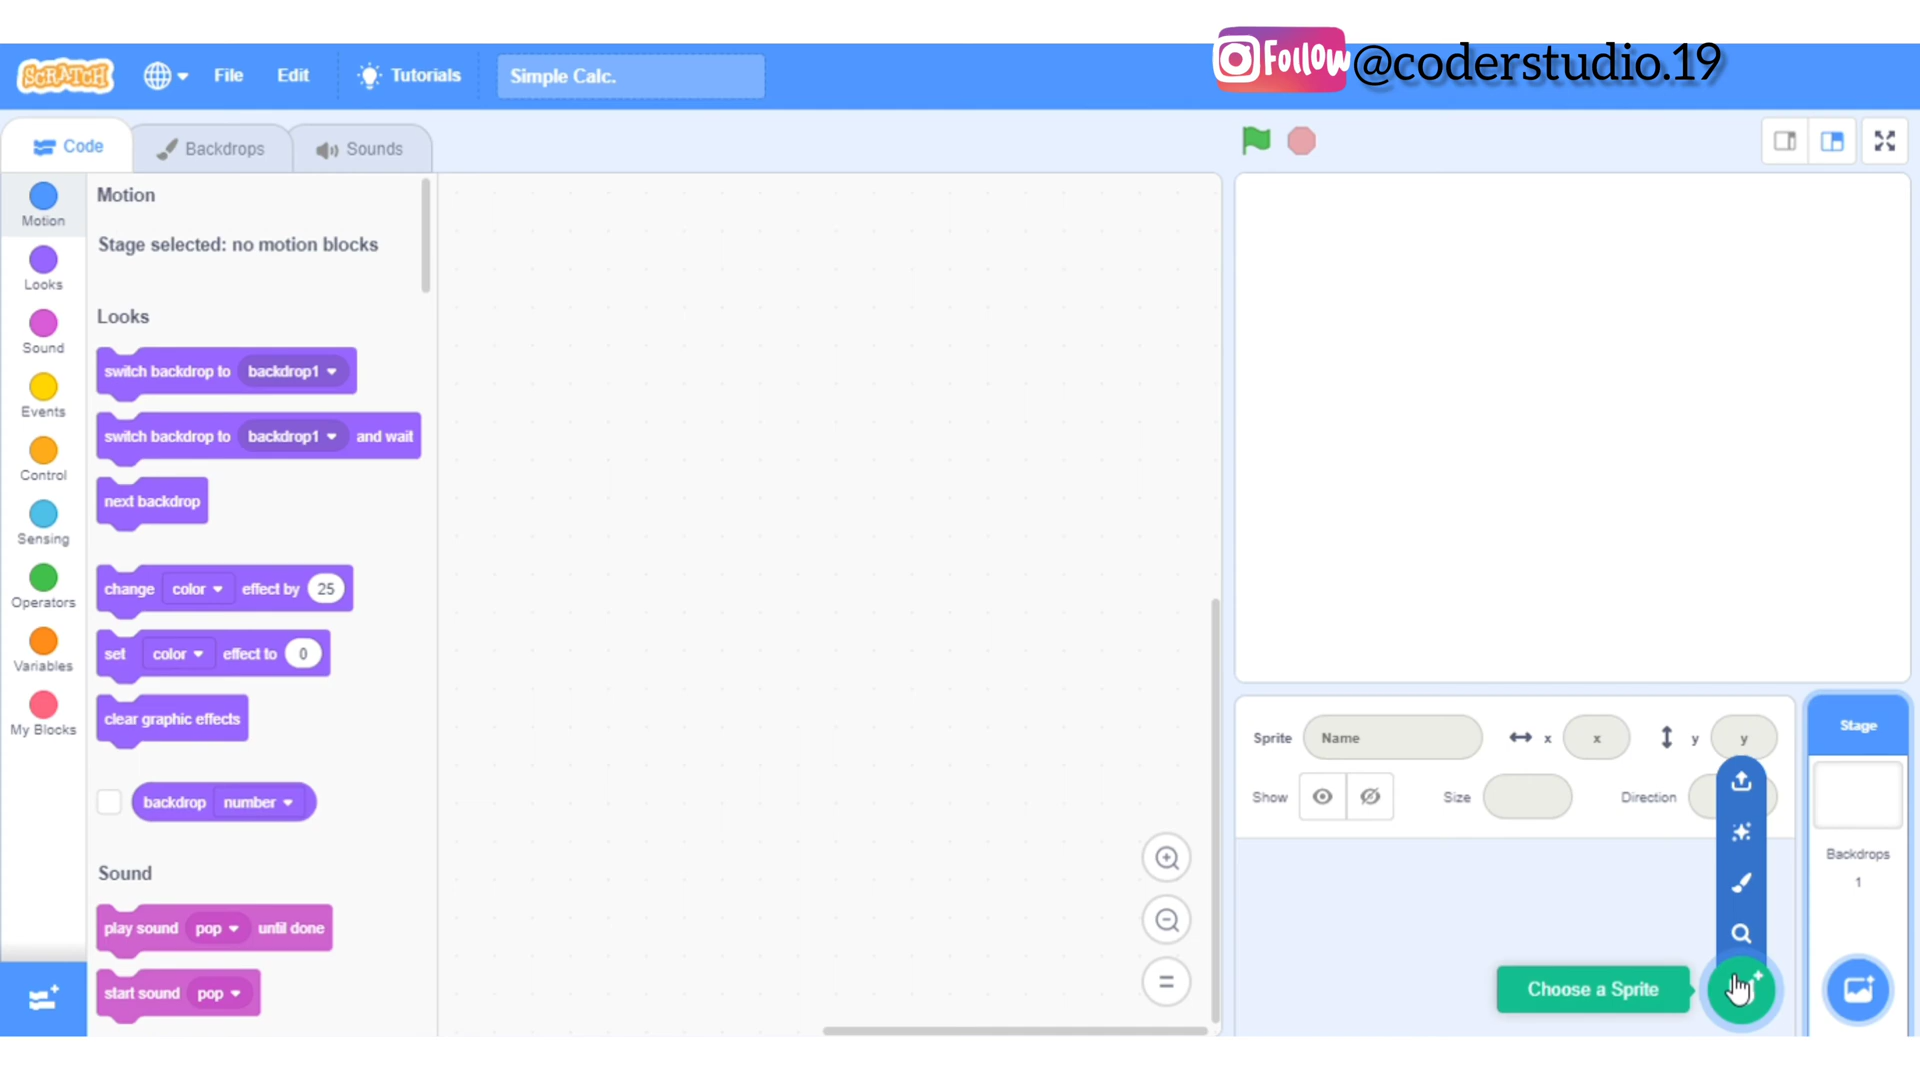 Follow @coderstudio.19
SCRATCH
File
Edit
Tutorials
Simple Calc.
Code
Backdrops
Sounds
Motion
Looks
Sound
Events
Control
Sensing
Operators
Variables
My Blocks
Motion
Stage selected: no motion blocks
Looks
switch backdrop to backdrop1
switch backdrop to backdrop1 and wait
next backdrop
change color effect by 25
set color effect to 0
clear graphic effects
backdrop number
Sound
play sound pop until done
start sound pop
Sprite Name x x y y
Show Size Direction
Choose a Sprite
Stage
Backdrops
1